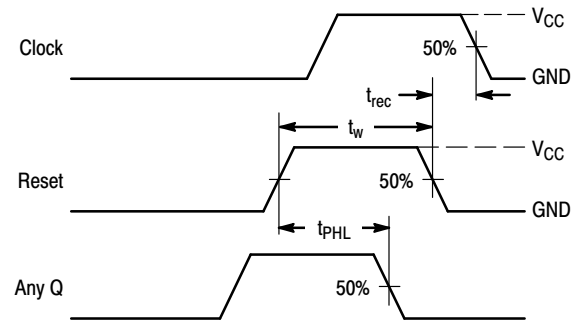 V_CC
Clock
50%
GND
t_rec
t_w
V_CC
Reset
50%
GND
t_PHL
Any Q
50%